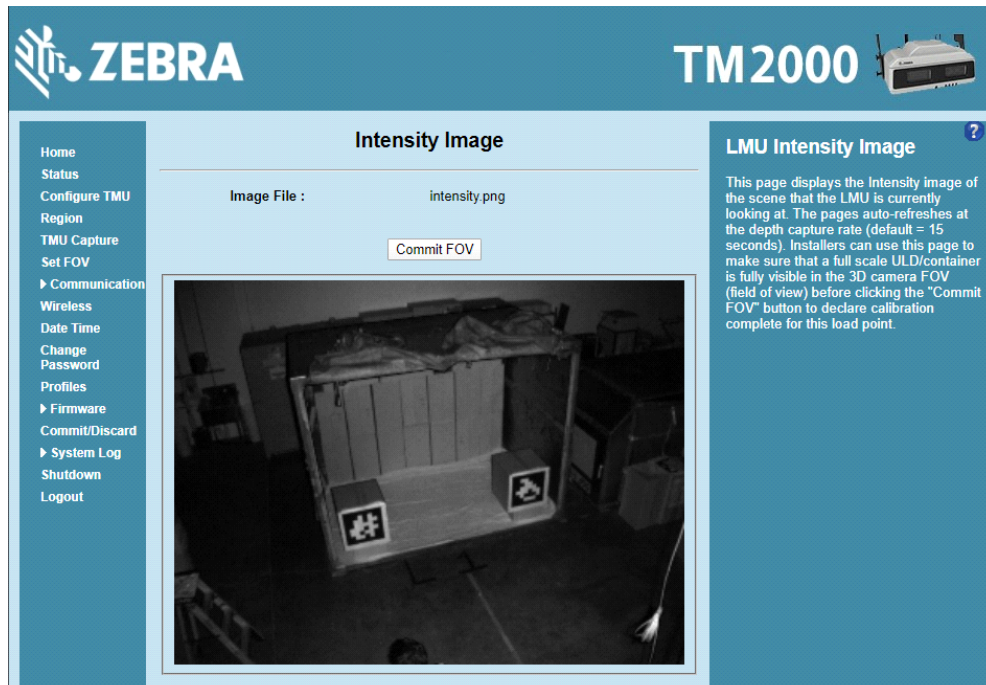 ZEBRA
TM2000
Home
Status
Configure TMU
Region
TMU Capture
Set FOV
Communication
Wireless
Date Time
Change
Password
Profiles
Firmware
Commit/Discard
System Log
Shutdown
Logout
Intensity Image
Image File : intensity.png
Commit FOV
?
LMU Intensity Image
This page displays the Intensity image of
the scene that the LMU is currently
looking at. The pages auto-refreshes at
the depth capture rate (default = 15
seconds). Installers can use this page to
make sure that a full scale ULD/container
is fully visible in the 3D camera FOV
(field of view) before clicking the "Commit
FOV" button to declare calibration
complete for this load point.